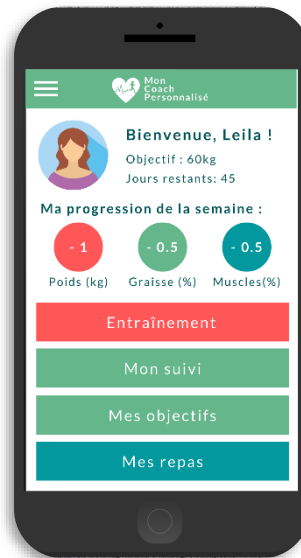 Mon
Coach
Personnalisé
Bienvenue, Leila !
Objectif : 60kg
Jours restants: 45
Ma progression de la semaine :
- 1
- 0.5
- 0.5
Poids (kg)
Graisse (%)
Muscles(%)
Entraînement
Mon suivi
Mes objectifs
Mes repas